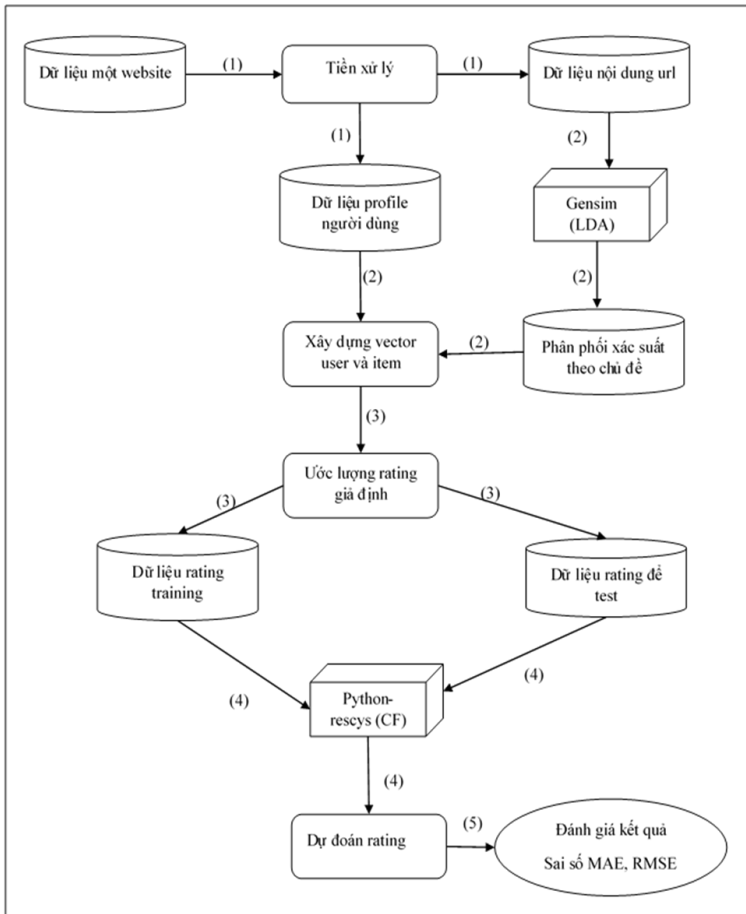 Dữ liệu một website
(1)
Tiền xử lý
(1)
Dữ liệu nội dung url
(1)
(2)
Dữ liệu profile
người dùng
Gensim
(LDA)
(2)
(2)
Xây dựng vector
user và item
(2)
Phân phối xác suất
theo chủ đề
(3)
Ước lượng rating
giả định
(3)
(3)
Dữ liệu rating
training
Dữ liệu rating để
test
(4)
(4)
Python-
rescys (CF)
(4)
Dự đoán rating
(5)
Đánh giá kết quả
Sai số MAE, RMSE